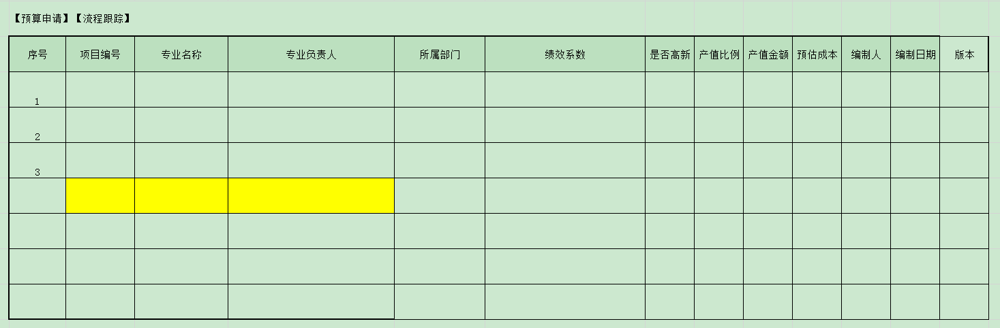 【预算申请】【流程跟踪】
序号 项目编号 专业名称 专业负责人 所属部门 绩效系数 是否高新 产值比例 产值金额 预估成本 编制人 编制日期 版本
1
2
3